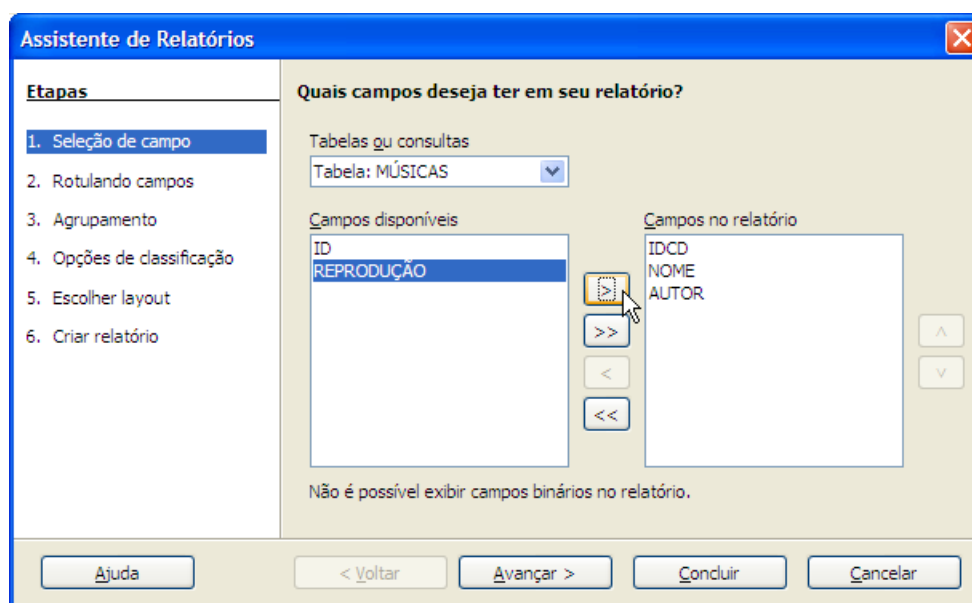 Assistente de Relatórios
Etapas
1. Seleção de campo
2. Rotulando campos
3. Agrupamento
4. Opções de classificação
5. Escolher layout
6. Criar relatório
Quais campos deseja ter em seu relatório?
Tabelas ou consultas
Tabela: MÚSICAS
Campos disponíveis
ID
REPRODUÇÃO
>
>>
<
<<
Campos no relatório
IDCD
NOME
AUTOR
Não é possível exibir campos binários no relatório.
Ajuda
< Voltar
Avançar >
Concluir
Cancelar